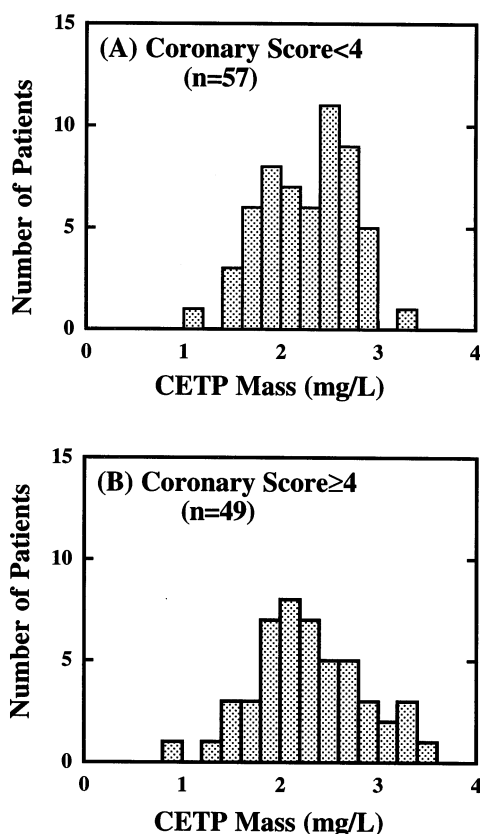 15
(A) Coronary Score<4
(n=57)
10
5
0
0 1 2 3 4
Number of Patients
CETP Mass (mg/L)
15
(B) Coronary Score≥4
(n=49)
10
5
0
0 1 2 3 4
Number of Patients
CETP Mass (mg/L)